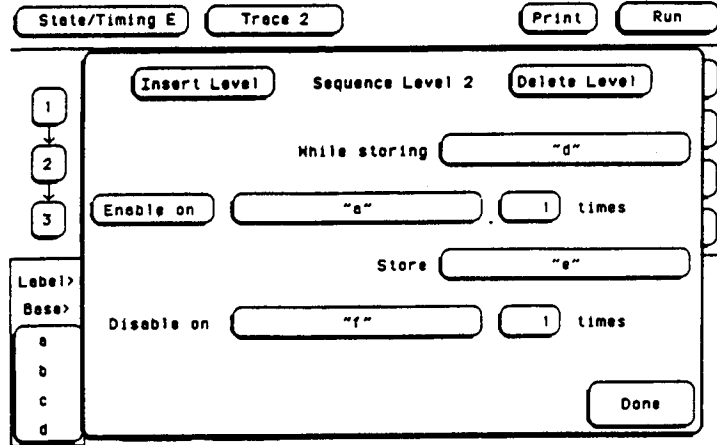 State/Timing E Trace 2 Print Run
Insert Level Sequence Level 2 Delete Level
1
While storing "d"
2
Enable on "a" 1 times
3
Store "e"
Label>
Base>
Disable on "f" 1 times
a
b
c
Done
d